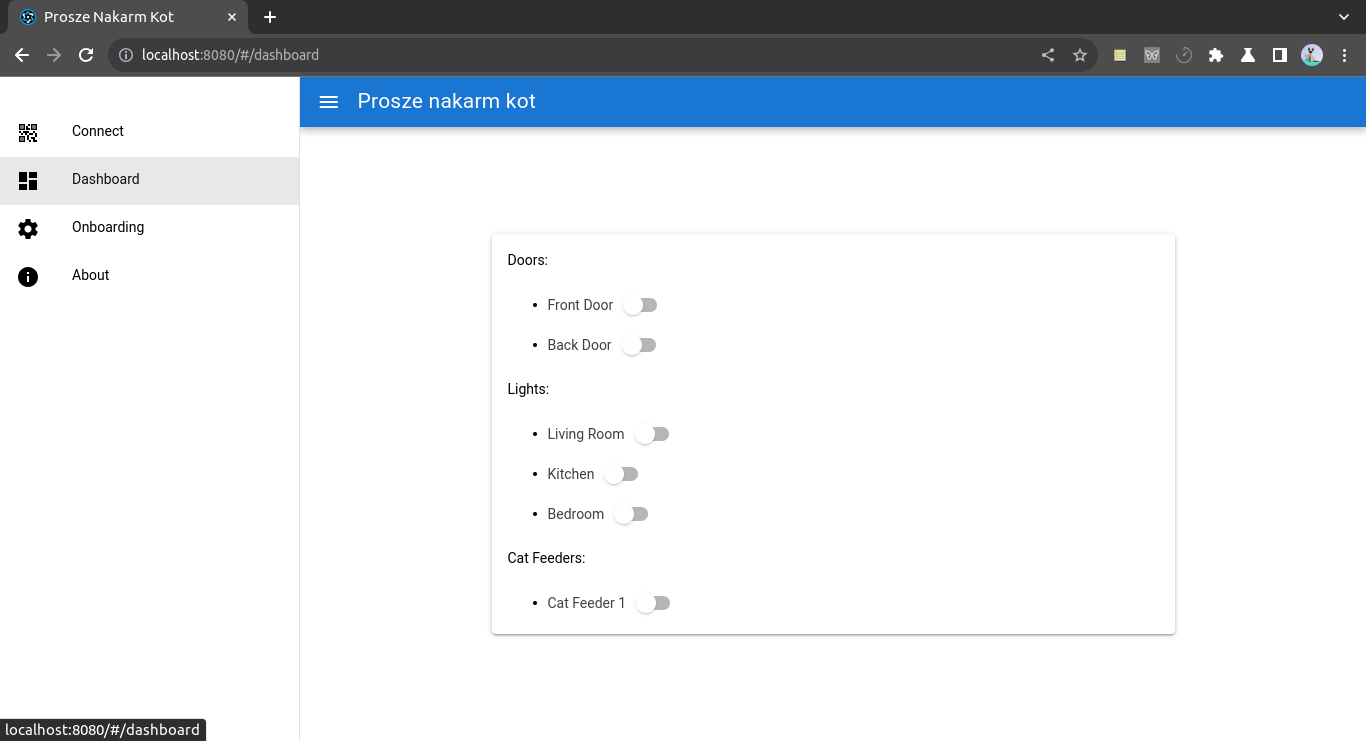 Prosze Nakarm Kot
localhost:8080/#/dashboard
Prosze nakarm kot
Connect
Dashboard
Onboarding
About
Doors:
Front Door
Back Door
Lights:
Living Room
Kitchen
Bedroom
Cat Feeders:
Cat Feeder 1
localhost:8080/#/dashboard